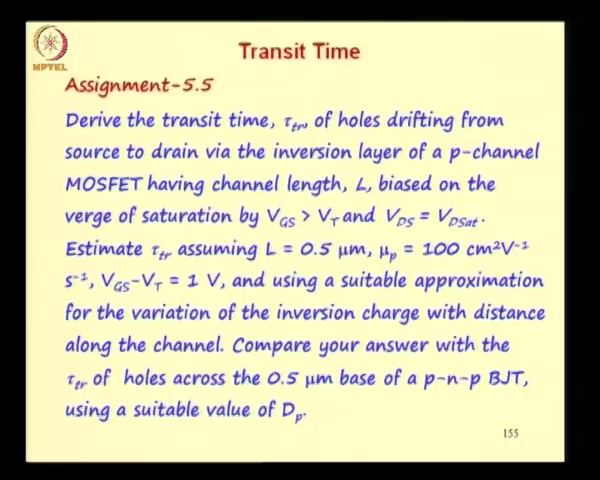 Transit Time
NPTEL
Assignment-5.5
Derive the transit time, τtr, of holes drifting from
source to drain via the inversion layer of a p-channel
MOSFET having channel length, L, biased on the
verge of saturation by VGS > VT and VDS = VDSat.
Estimate τtr assuming L = 0.5 μm, μp = 100 cm²V⁻¹
s⁻¹, VGS-VT = 1 V, and using a suitable approximation
for the variation of the inversion charge with distance
along the channel. Compare your answer with the
τtr of holes across the 0.5 μm base of a p-n-p BJT,
using a suitable value of Dp.
155